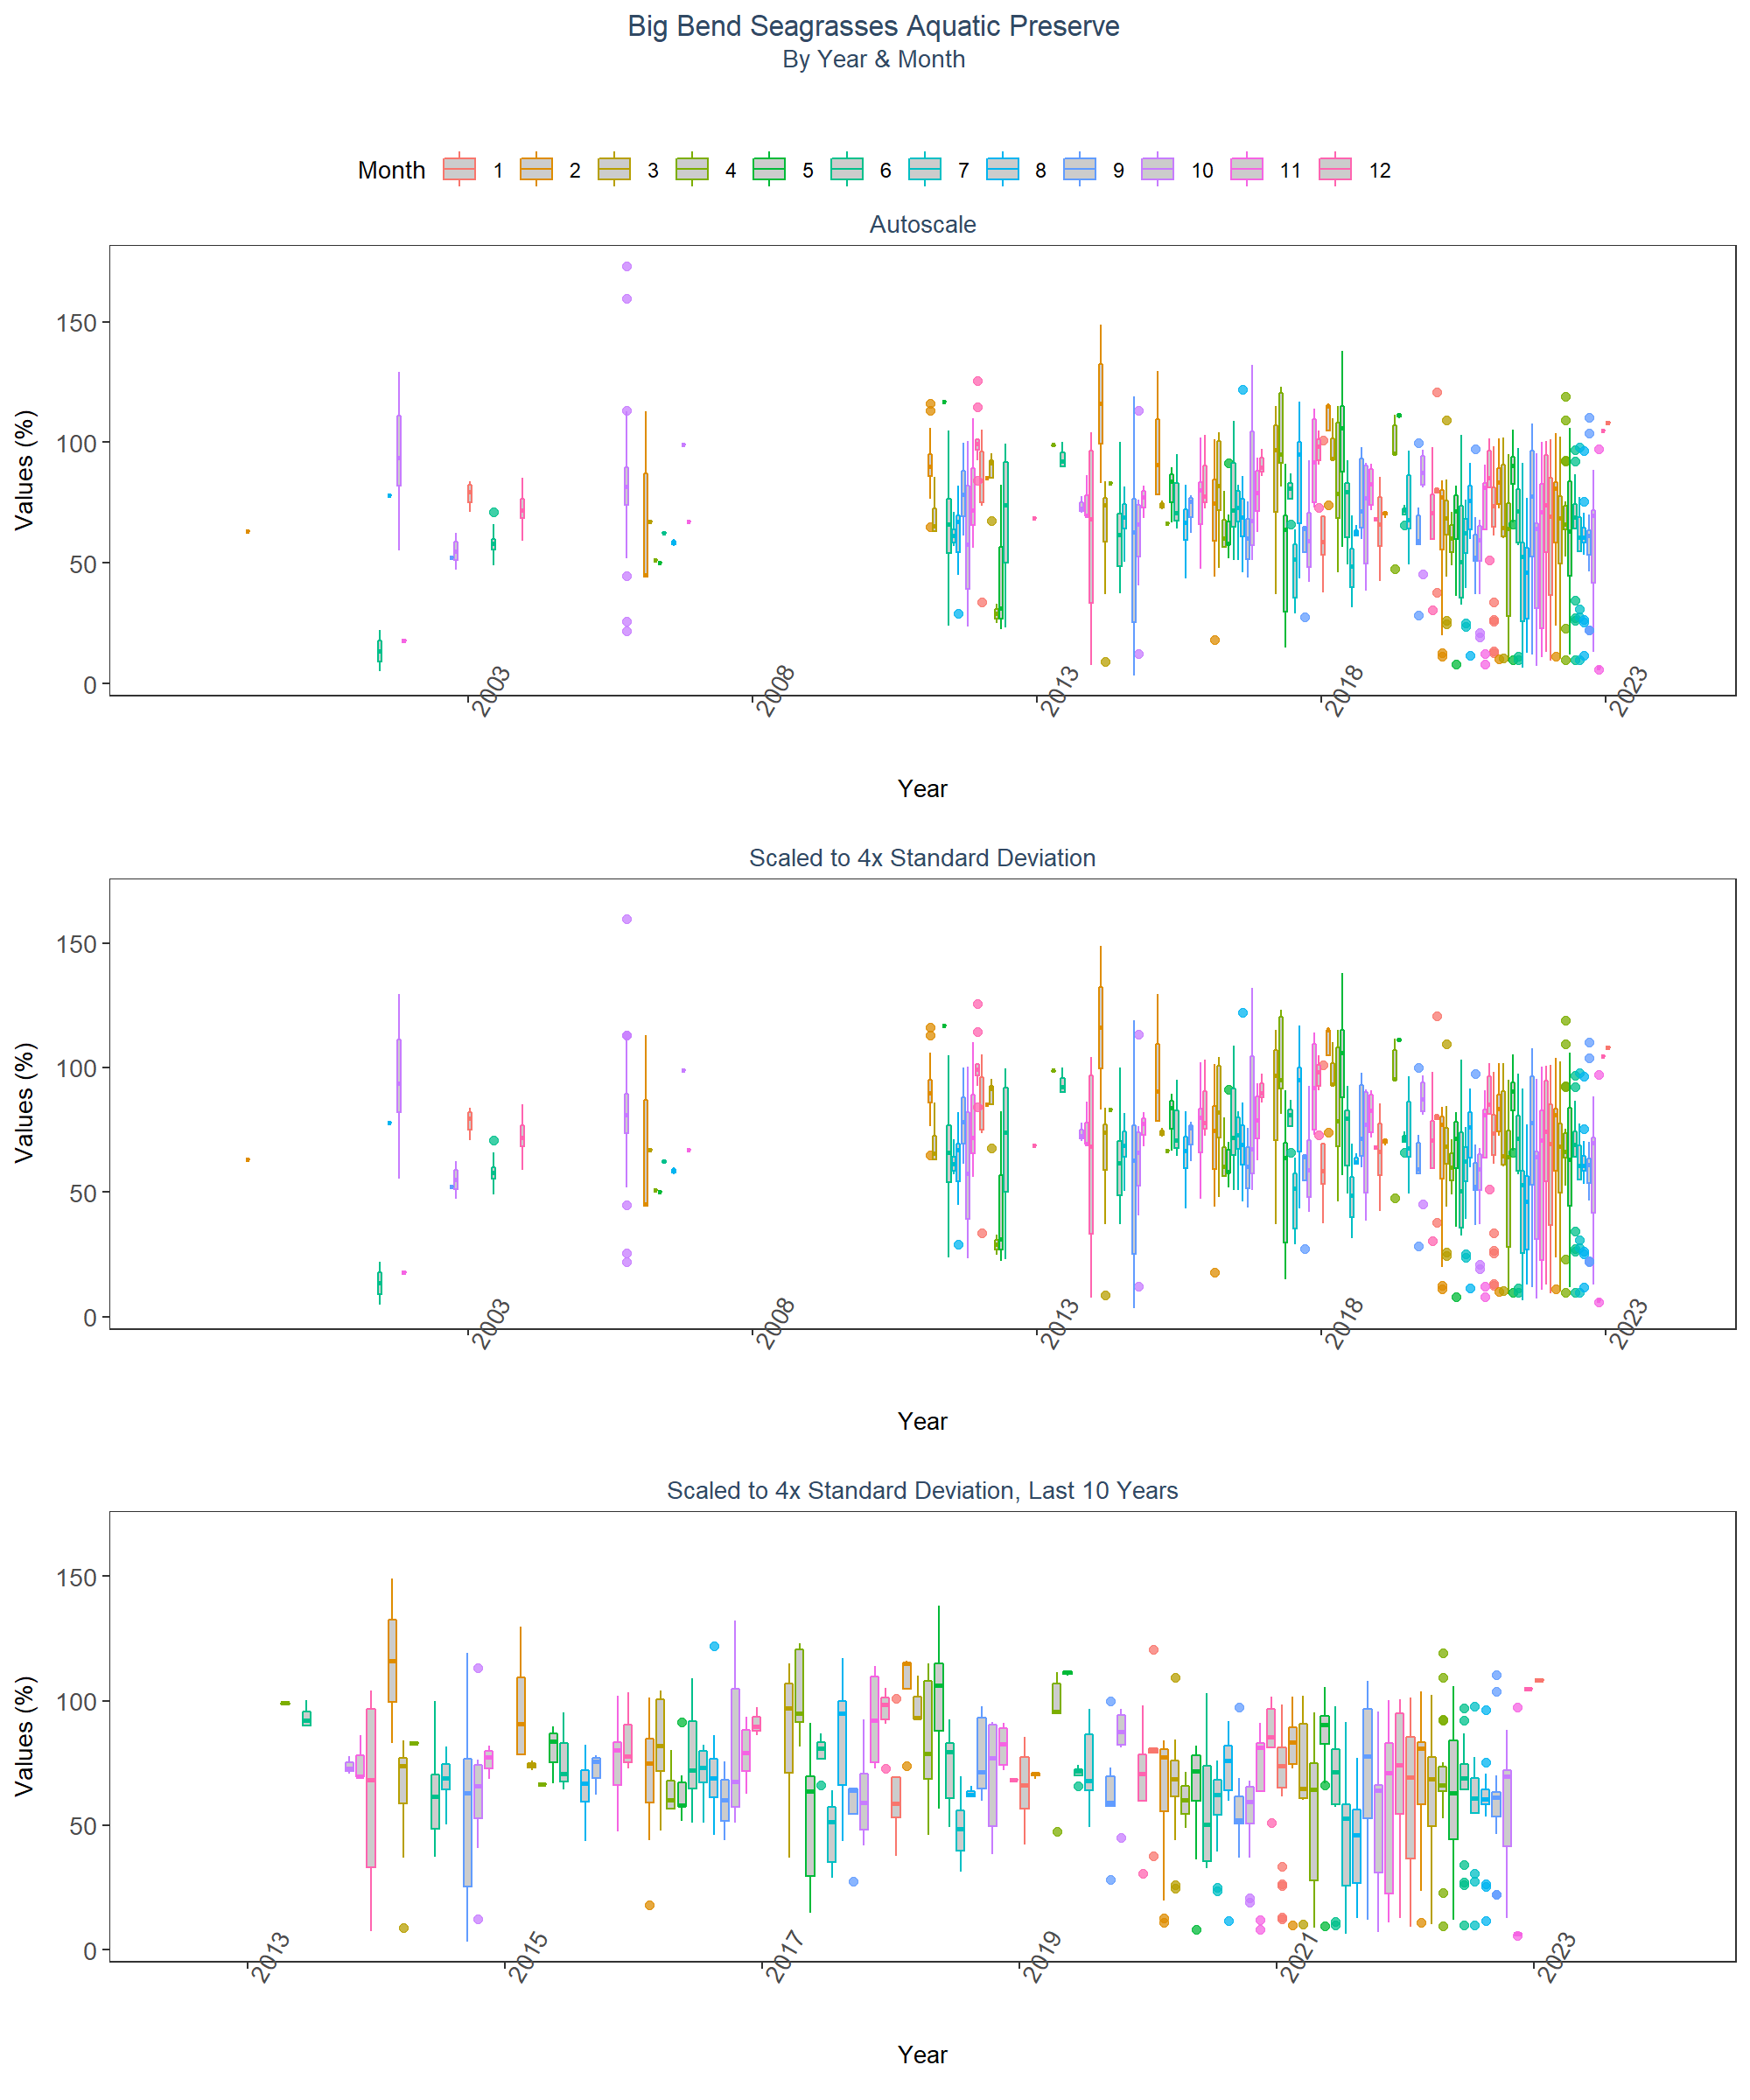 Big Bend Seagrasses Aquatic Preserve
By Year & Month
Month 1 2 3 4 5 6 7 8 9 10 11 12
Autoscale
Values (%)
150
100
50
0
2003 2008 2013 2018 2023
Year
Scaled to 4x Standard Deviation
Values (%)
150
100
50
0
2003 2008 2013 2018 2023
Year
Scaled to 4x Standard Deviation, Last 10 Years
Values (%)
150
100
50
0
2013 2015 2017 2019 2021 2023
Year